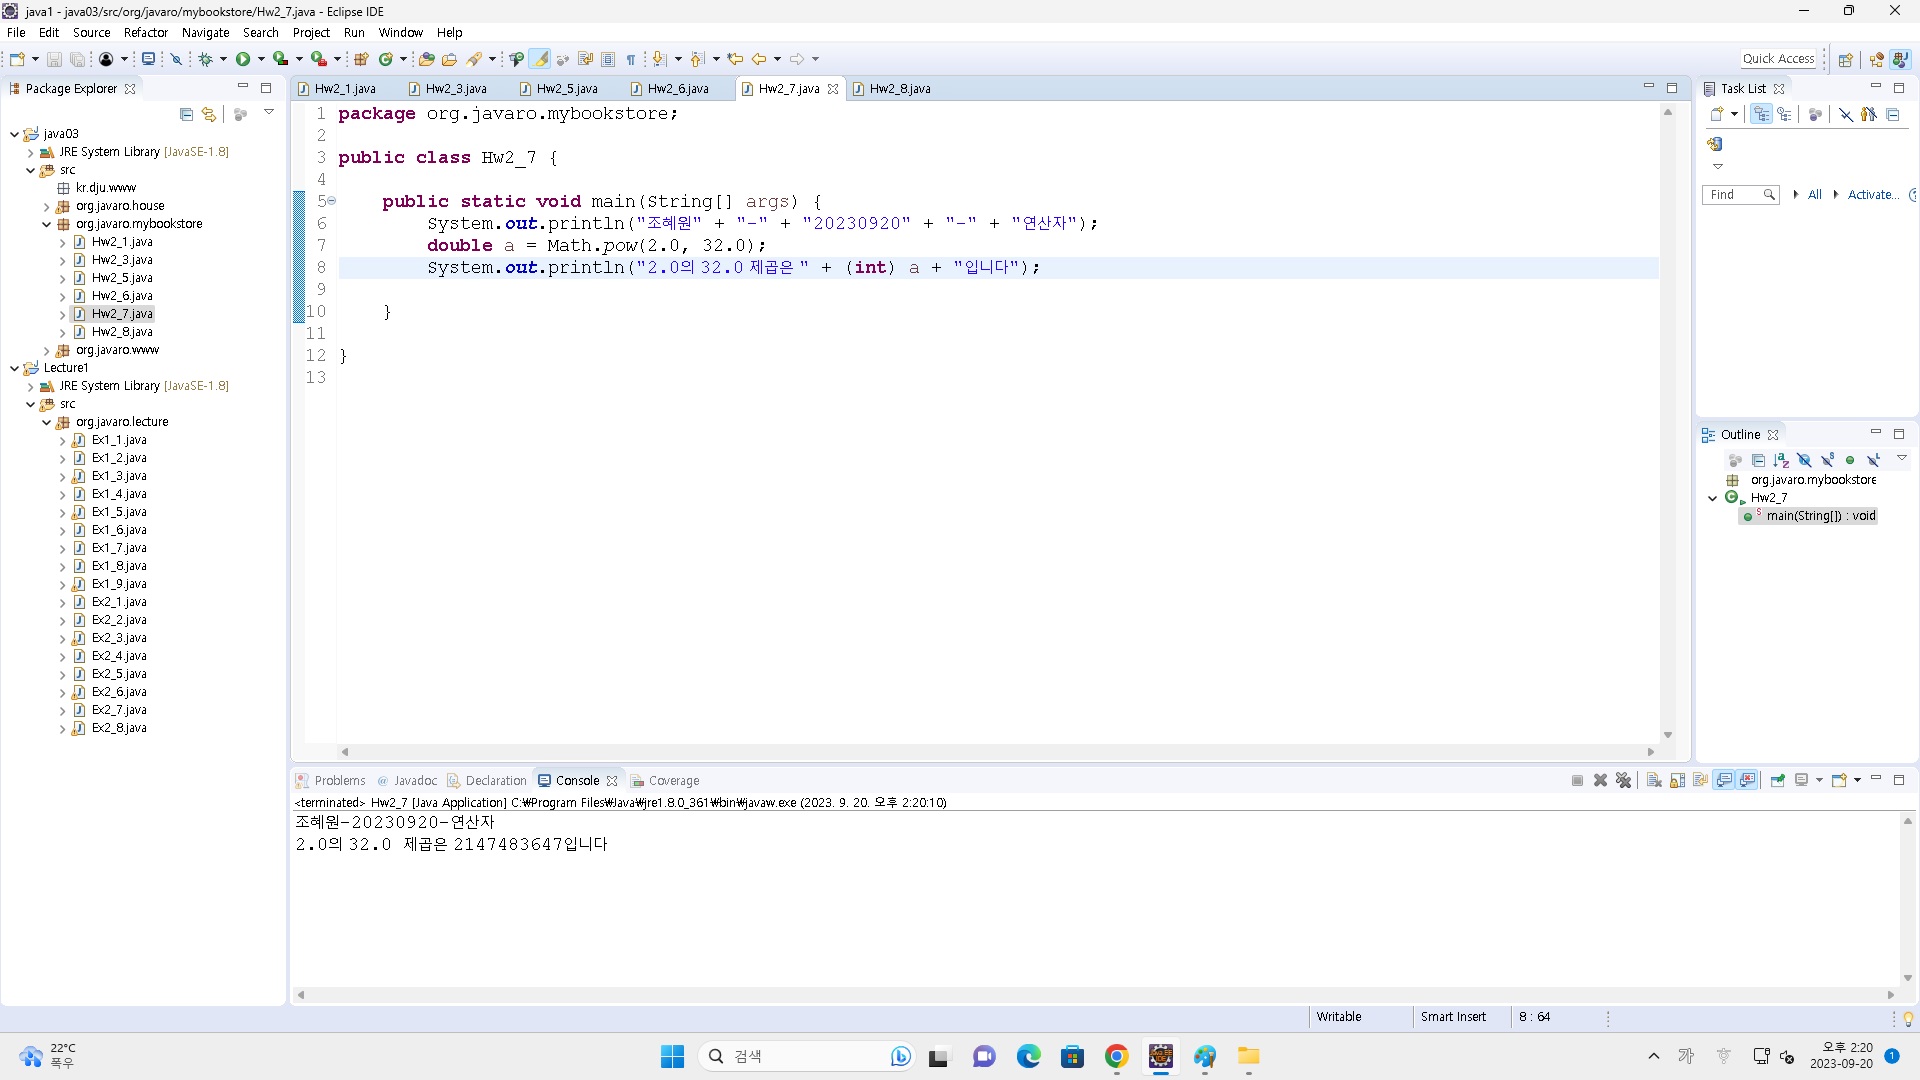 java1 - java03/src/org/javaro/mybookstore/Hw2_7.java - Eclipse IDE
File Edit Source Refactor Navigate Search Project Run Window Help
Quick Access
Package Explorer
java03
JRE System Library [JavaSE-1.8]
src
kr.dju.www
org.javaro.house
org.javaro.mybookstore
Hw2_1.java
Hw2_3.java
Hw2_5.java
Hw2_6.java
Hw2_7.java
Hw2_8.java
org.javaro.www
Lecture1
JRE System Library [JavaSE-1.8]
src
org.javaro.lecture
Ex1_1.java
Ex1_2.java
Ex1_3.java
Ex1_4.java
Ex1_5.java
Ex1_6.java
Ex1_7.java
Ex1_8.java
Ex1_9.java
Ex2_1.java
Ex2_2.java
Ex2_3.java
Ex2_4.java
Ex2_5.java
Ex2_6.java
Ex2_7.java
Ex2_8.java
Hw2_1.java Hw2_3.java Hw2_5.java Hw2_6.java Hw2_7.java Hw2_8.java
1 package org.javaro.mybookstore;
2
3 public class Hw2_7 {
4
5 public static void main(String[] args) {
6 System.out.println("조혜원" + "-" + "20230920" + "-" + "연산자");
7 double a = Math.pow(2.0, 32.0);
8 System.out.println("2.0의 32.0 제곱은 " + (int) a + "입니다");
9
10 }
11
12 }
13
Task List
Find All Activate...
Outline
org.javaro.mybookstore
Hw2_7
main(String[]) : void
Problems Javadoc Declaration Console Coverage
<terminated> Hw2_7 [Java Application] C:₩Program Files₩Java₩jre1.8.0_361₩bin₩javaw.exe (2023. 9. 20. 오후 2:20:10)
조혜원-20230920-연산자
2.0의 32.0 제곱은 2147483647입니다
Writable Smart Insert 8 : 64
22°C
폭우
검색
가
오후 2:20
2023-09-20
1